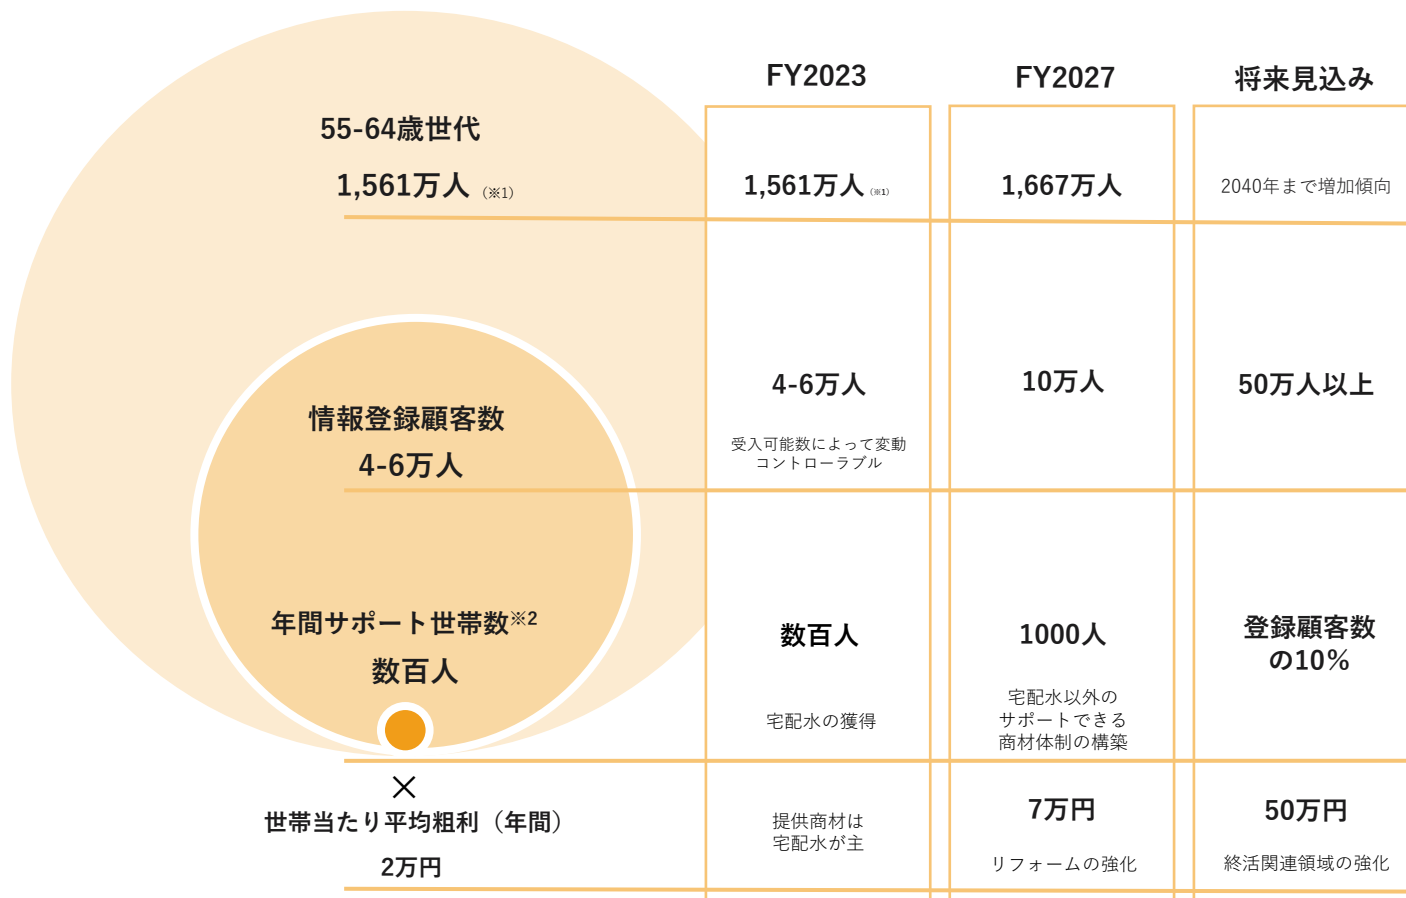 FY2023
FY2027
将来見込み
55-64歳世代
1,561万人 (※1)
1,561万人 (※1)
1,667万人
2040年まで増加傾向
情報登録顧客数
4-6万人
4-6万人
受入可能数によって変動
コントローラブル
10万人
50万人以上
年間サポート世帯数※2
数百人
数百人
宅配水の獲得
1000人
宅配水以外の
サポートできる
商材体制の構築
登録顧客数
の10%
×
世帯当たり平均粗利（年間）
2万円
提供商材は
宅配水が主
7万円
リフォームの強化
50万円
終活関連領域の強化